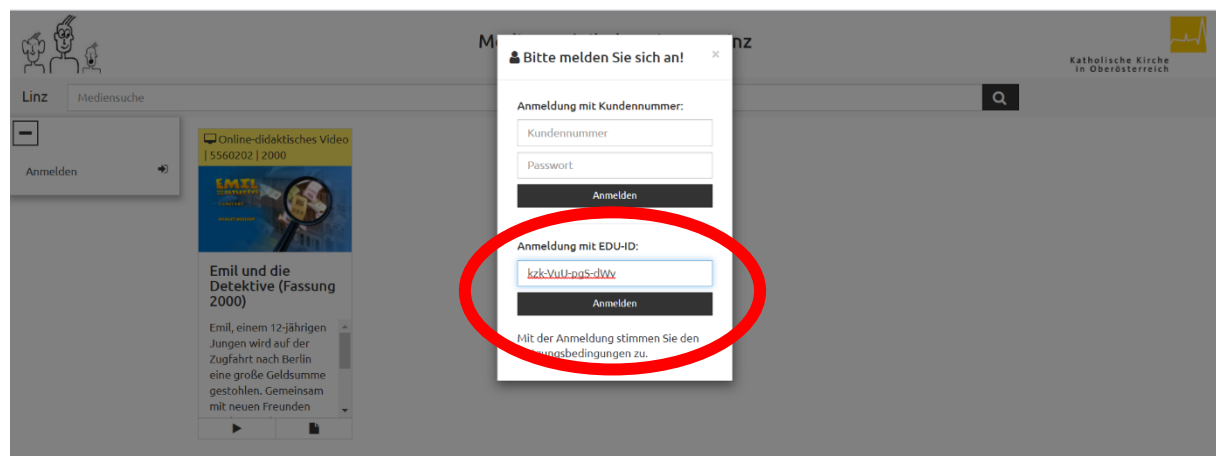 nz
Katholische Kirche
in Oberösterreich
Linz
Mediensuche
Anmelden
Online-didaktisches Video
| 5560202 | 2000
EMIL
Emil und die
Detektive (Fassung
2000)
Emil, einem 12-jährigen
Jungen wird auf der
Zugfahrt nach Berlin
eine große Geldsumme
gestohlen. Gemeinsam
mit neuen Freunden
Bitte melden Sie sich an!
×
Anmeldung mit Kundennummer:
Kundennummer
Passwort
Anmelden
Anmeldung mit EDU-ID:
kzk-VuU-pgS-dWv
Anmelden
Mit der Anmeldung stimmen Sie den
zu.